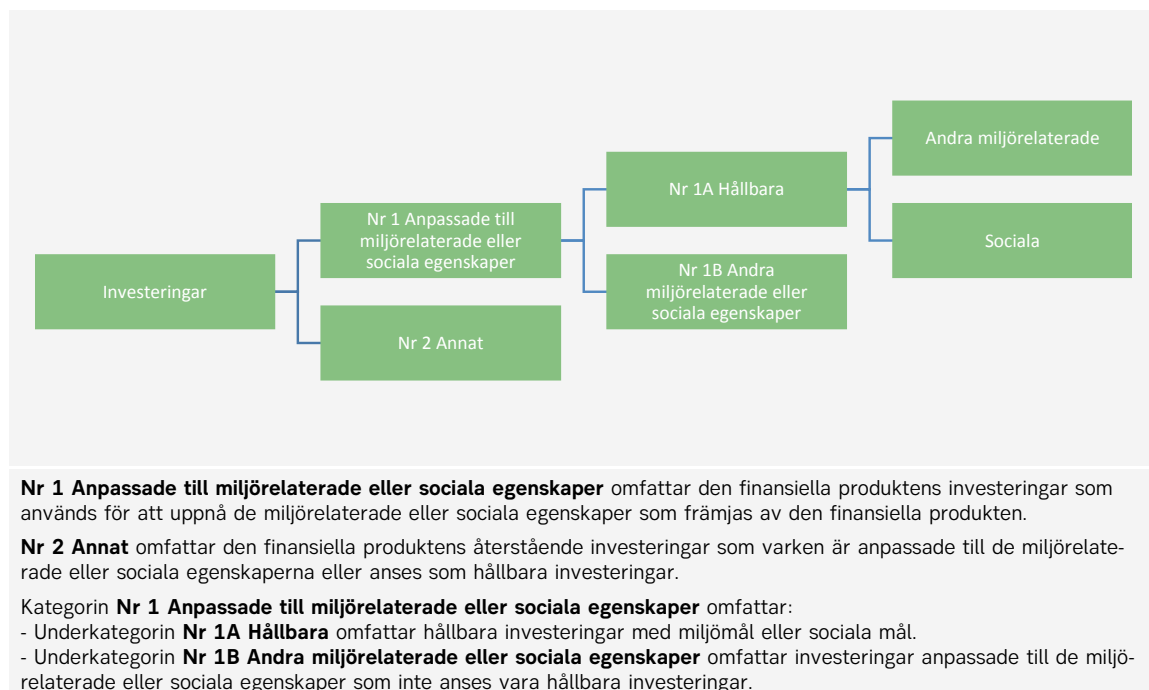 Andra miljörelaterade
Nr 1A Hållbara
Nr 1 Anpassade till
miljörelaterade eller
sociala egenskaper
Sociala
Investeringar
Nr 1B Andra
miljörelaterade eller
sociala egenskaper
Nr 2 Annat
Nr 1 Anpassade till miljörelaterade eller sociala egenskaper omfattar den finansiella produktens investeringar som
används för att uppnå de miljörelaterade eller sociala egenskaper som främjas av den finansiella produkten.
Nr 2 Annat omfattar den finansiella produktens återstående investeringar som varken är anpassade till de miljörelate-
rade eller sociala egenskaperna eller anses som hållbara investeringar.
Kategorin Nr 1 Anpassade till miljörelaterade eller sociala egenskaper omfattar:
- Underkategorin Nr 1A Hållbara omfattar hållbara investeringar med miljömål eller sociala mål.
- Underkategorin Nr 1B Andra miljörelaterade eller sociala egenskaper omfattar investeringar anpassade till de miljö-
relaterade eller sociala egenskaper som inte anses vara hållbara investeringar.